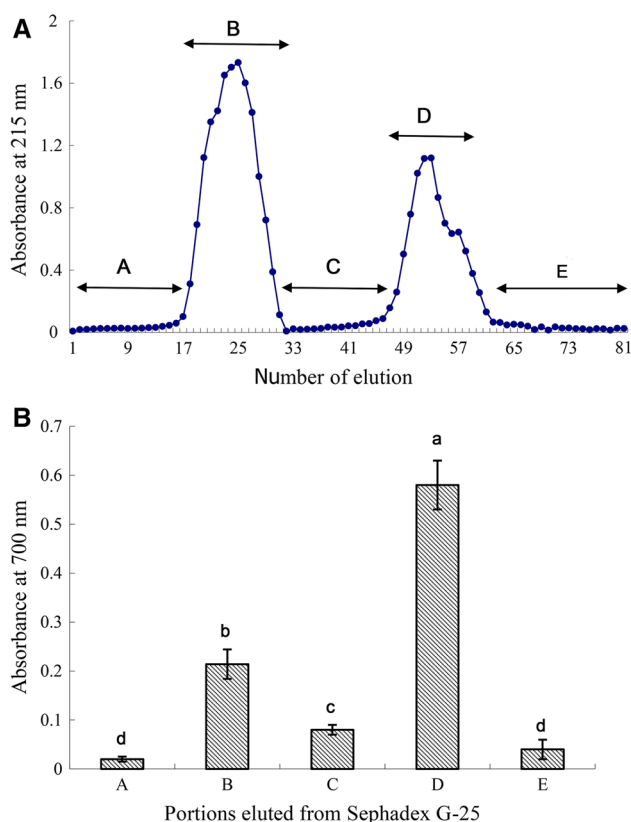 A
Absorbance at 215 nm
2
1.6
1.2
0.8
0.4
0
A
B
C
D
E
1 9 17 25 33 41 49 57 65 73 81
Number of elution
B
Absorbance at 700 nm
0.7
0.6
0.5
0.4
0.3
0.2
0.1
0
d
b
c
a
d
A B C D E
Portions eluted from Sephadex G-25